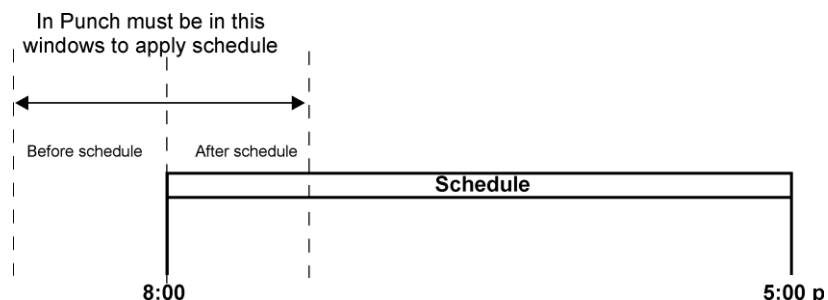 In Punch must be in this
windows to apply schedule
Before schedule
After schedule
Schedule
8:00
5:00 p